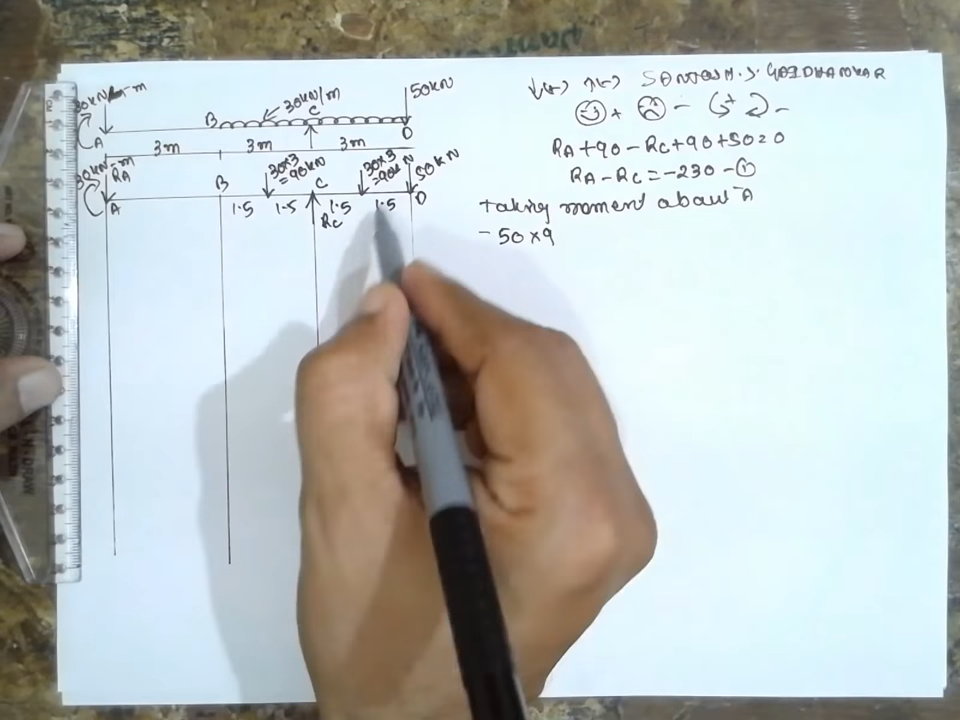 30kN-m
B 30kN/m C 50kN
A D
3m 3m 3m
30kN-m RA B 30×3 =90kN C 30×3 =90kN 50kN
A 1.5 1.5 1.5 1.5 D
RC
↓(+) ↑(-) SANTOSH.J.
+ - + -
RA+90-RC+90+50=0
RA-RC=-230-①
Taking moment about A
-50×9